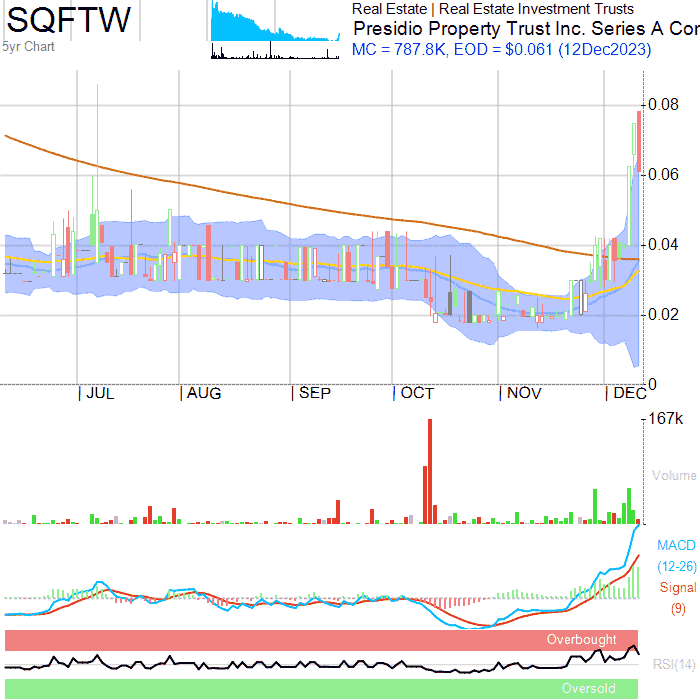 SQFTW
5yr Chart
Real Estate | Real Estate Investment Trusts
Presidio Property Trust Inc. Series A Cor
MC = 787.8K, EOD = $0.061 (12Dec2023)
0.08
0.06
0.04
0.02
0
| JUL | AUG | SEP | OCT | NOV | DEC
167k
Volume
MACD
(12-26)
Signal
(9)
Overbought
RSI(14)
Oversold